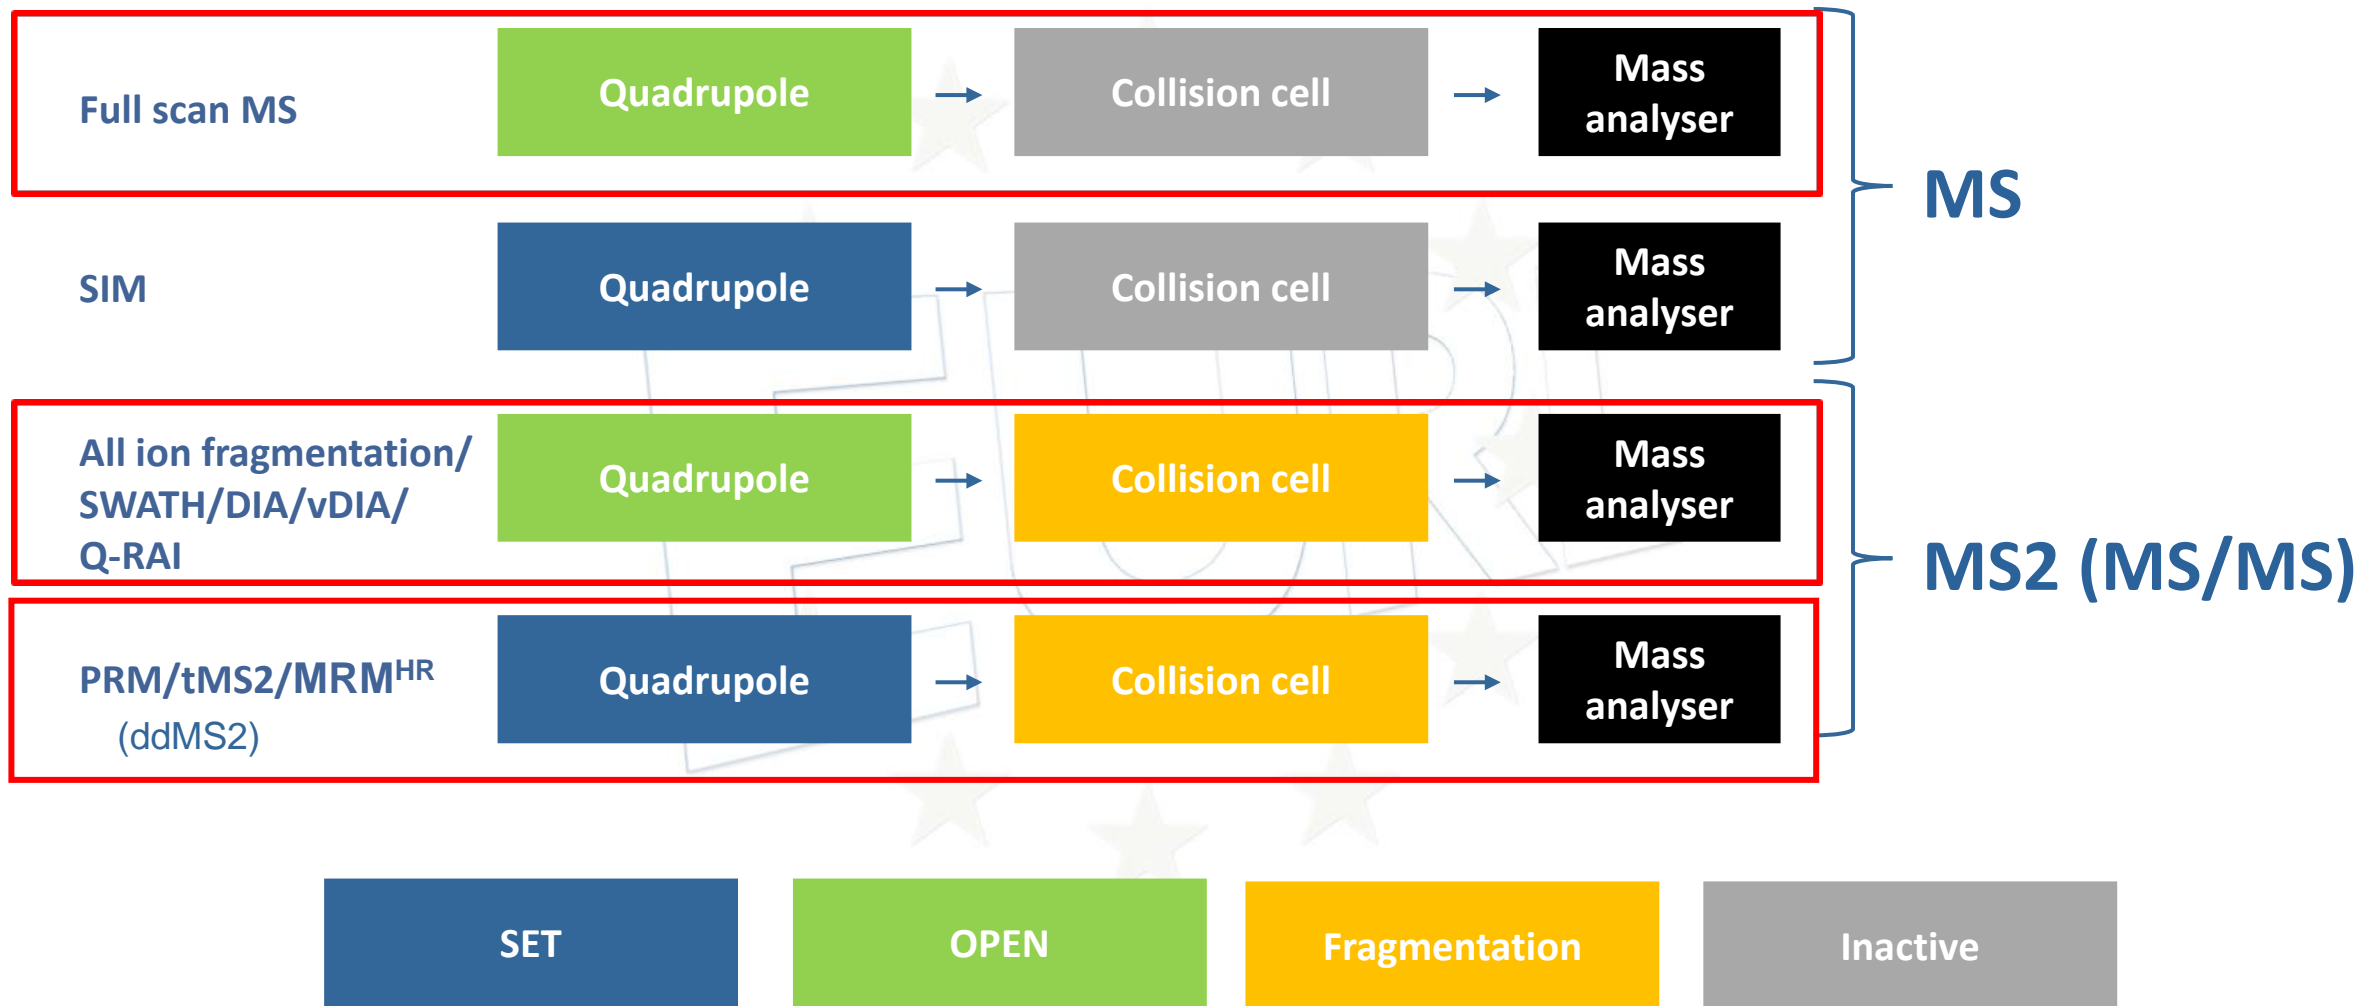 Full scan MS
Quadrupole
Collision cell
Mass
analyser
MS
SIM
Quadrupole
Collision cell
Mass
analyser
All ion fragmentation/
SWATH/DIA/vDIA/
Q-RAI
Quadrupole
Collision cell
Mass
analyser
MS2 (MS/MS)
PRM/tMS2/MRMHR
(ddMS2)
Quadrupole
Collision cell
Mass
analyser
SET
OPEN
Fragmentation
Inactive
EURL